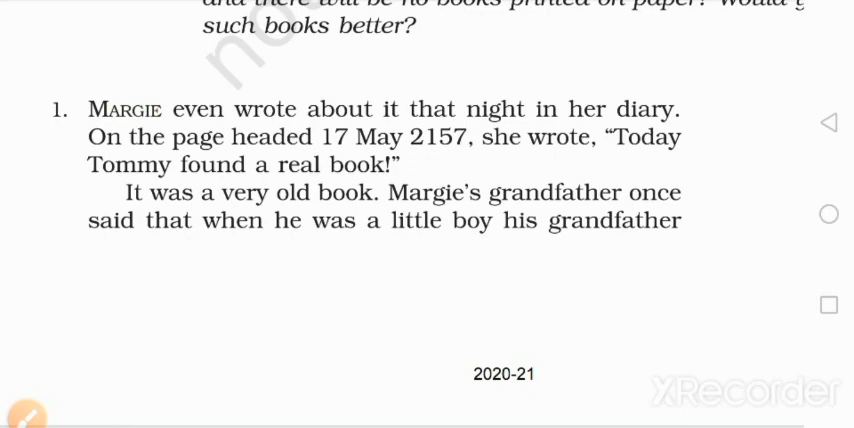 such books better?
1. MARGIE even wrote about it that night in her diary.
On the page headed 17 May 2157, she wrote, “Today
Tommy found a real book!”
It was a very old book. Margie’s grandfather once
said that when he was a little boy his grandfather
2020-21
XRecorder